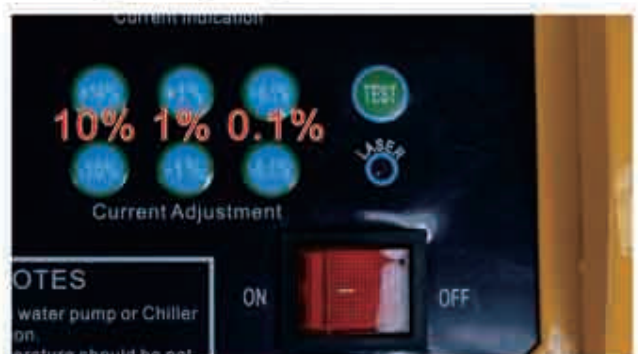 Current Indication
TEST
10% 1% 0.1%
LASER
Current Adjustment
OTES
ON
OFF
water pump or Chiller
on.